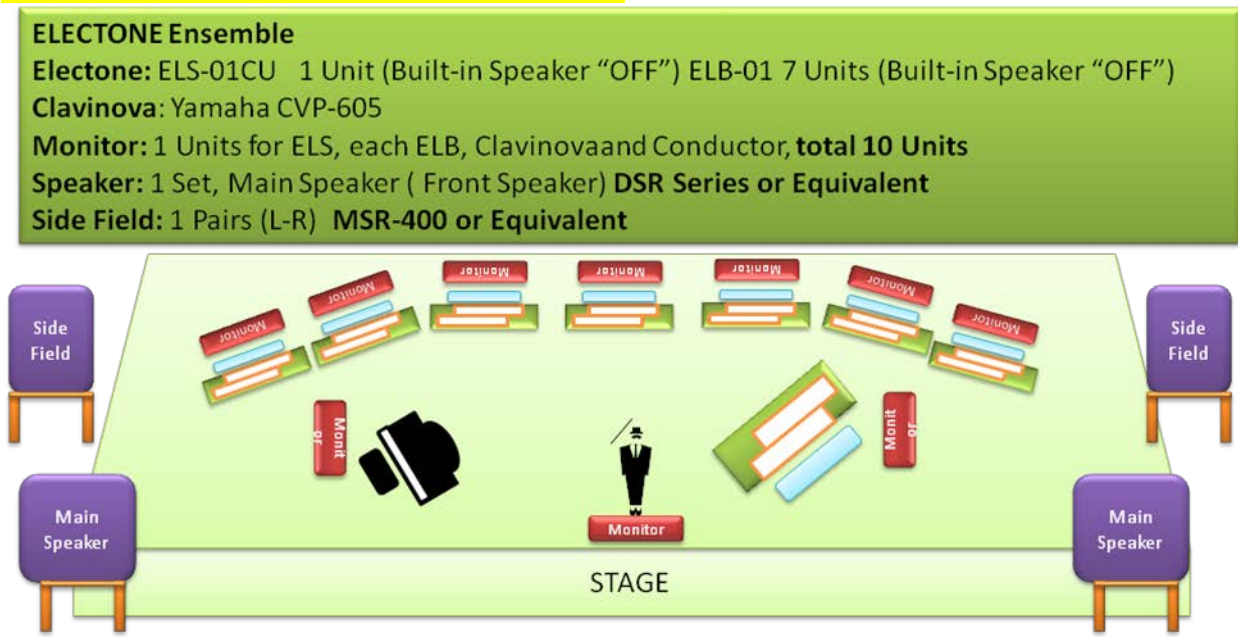 ELECTONE Ensemble
Electone: ELS-01CU 1 Unit (Built-in Speaker “OFF”) ELB-01 7 Units (Built-in Speaker “OFF”)
Clavinova: Yamaha CVP-605
Monitor: 1 Units for ELS, each ELB, Clavinovaand Conductor, total 10 Units
Speaker: 1 Set, Main Speaker ( Front Speaker) DSR Series or Equivalent
Side Field: 1 Pairs (L-R) MSR-400 or Equivalent
Monitor
Monitor
Monitor
Monitor
Monitor
Monitor
Monitor
Side
Field
Side
Field
Monit
or
Monit
or
Main
Speaker
Monitor
Main
Speaker
STAGE